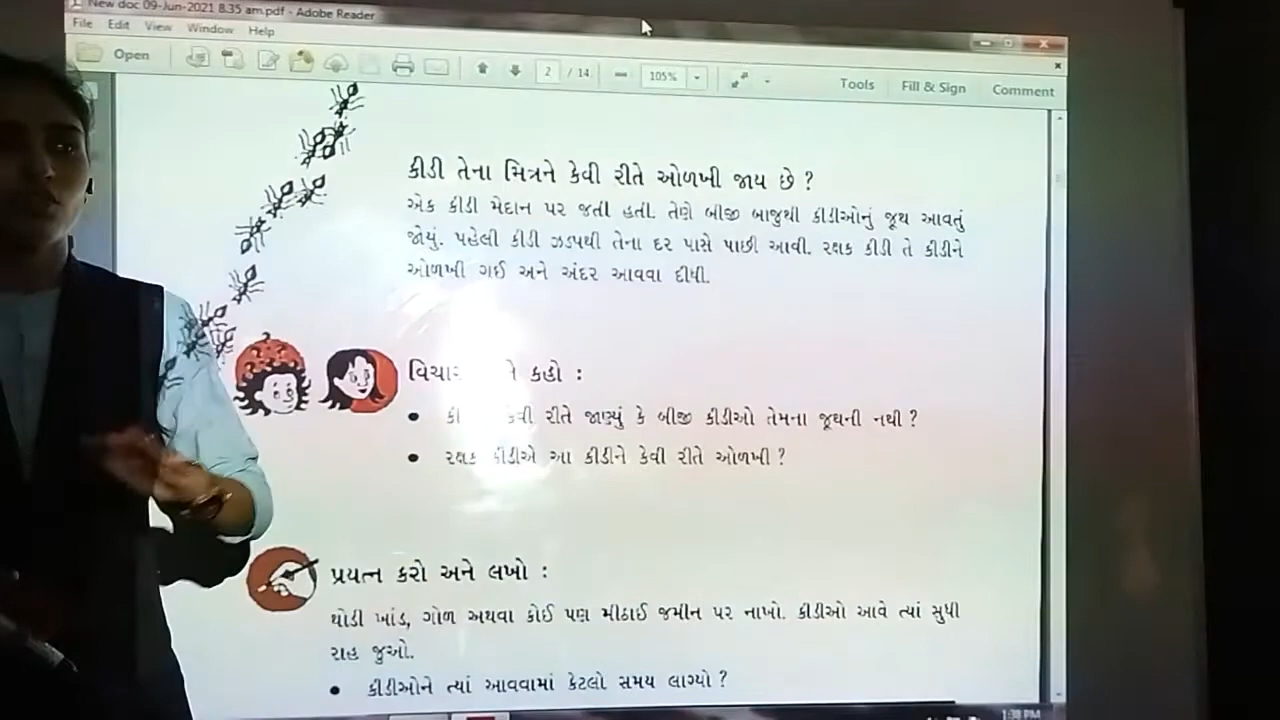 New doc 09-Jun-2021 8.35 am.pdf - Adobe Reader
File Edit View Window Help
Open 2 / 14 105% Tools Fill & Sign Comment
કીડી તેના મિત્રને કેવી રીતે ઓળખી જાય છે ?
એક કીડી મેદાન પર જતી હતી. તેણે બીજી બાજુથી કીડીઓનું જૂથ આવતું
જોયું. પહેલી કીડી ઝડપથી તેના દર પાસે પાછી આવી. રક્ષક કીડી તે કીડીને
ઓળખી ગઈ અને અંદર આવવા દીધી.
કહો :
• કેવી રીતે જાણ્યું કે બીજી કીડીઓ તેમના જૂથની નથી ?
• રક્ષક કીડીએ આ કીડીને કેવી રીતે ઓળખી ?
પ્રયત્ન કરો અને લખો :
થોડી ખાંડ, ગોળ અથવા કોઈ પણ મીઠાઈ જમીન પર નાખો. કીડીઓ આવે ત્યાં સુધી
રાહ જુઓ.
• કીડીઓને ત્યાં આવવામાં કેટલો સમય લાગ્યો ?
1:38 PM